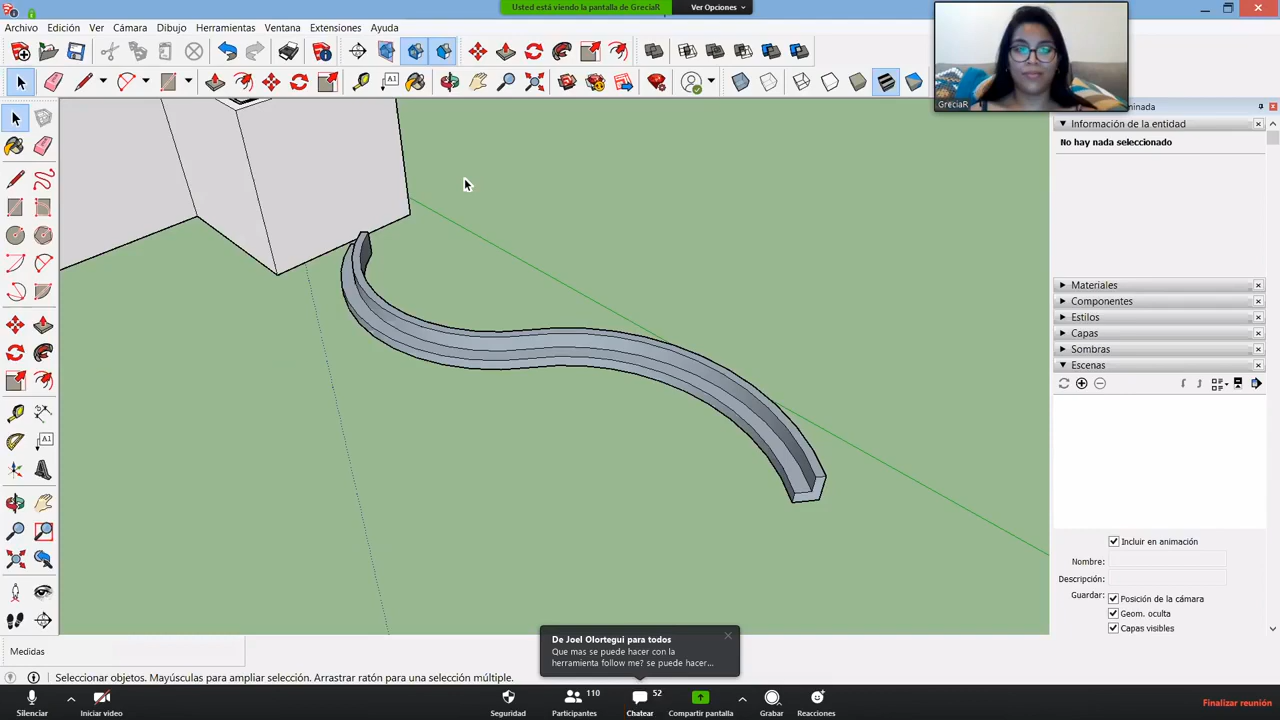 Usted está viendo la pantalla de GreciaR
Ver Opciones
Archivo Edición Ver Cámara Dibujo Herramientas Ventana Extensiones Ayuda
GreciaR
minada
Información de la entidad
No hay nada seleccionado
Materiales
Componentes
Estilos
Capas
Sombras
Escenas
Incluir en animación
Nombre:
Descripción:
Guardar:
Posición de la cámara
Geom. oculta
Capas visibles
De Joel Olortegui para todos
Que mas se puede hacer con la
herramienta follow me? se puede hacer...
Medidas
Seleccionar objetos. Mayúsculas para ampliar selección. Arrastrar ratón para una selección múltiple.
110
52
Silenciar
Iniciar video
Seguridad
Participantes
Chatear
Compartir pantalla
Grabar
Reacciones
Finalizar reunión